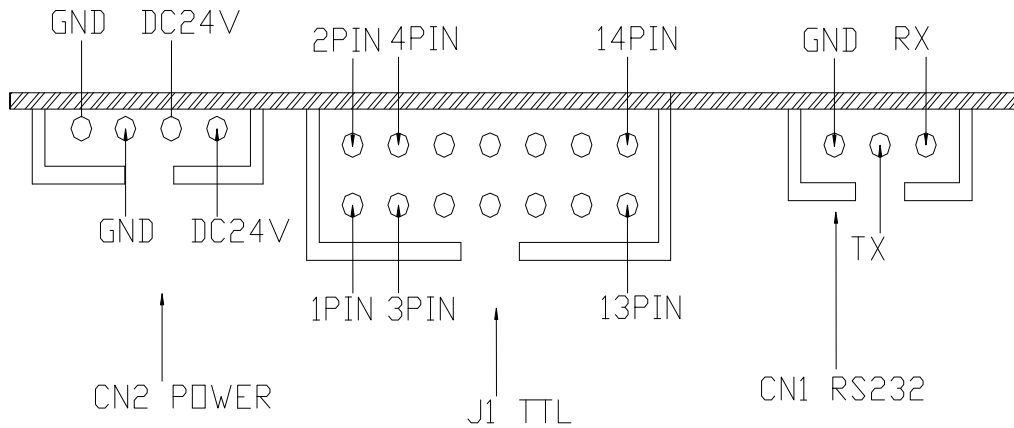 GND DC24V
2PIN 4PIN 14PIN
GND RX
GND DC24V
TX
1PIN 3PIN 13PIN
CN2 POWER
J1 TTL
CN1 RS232